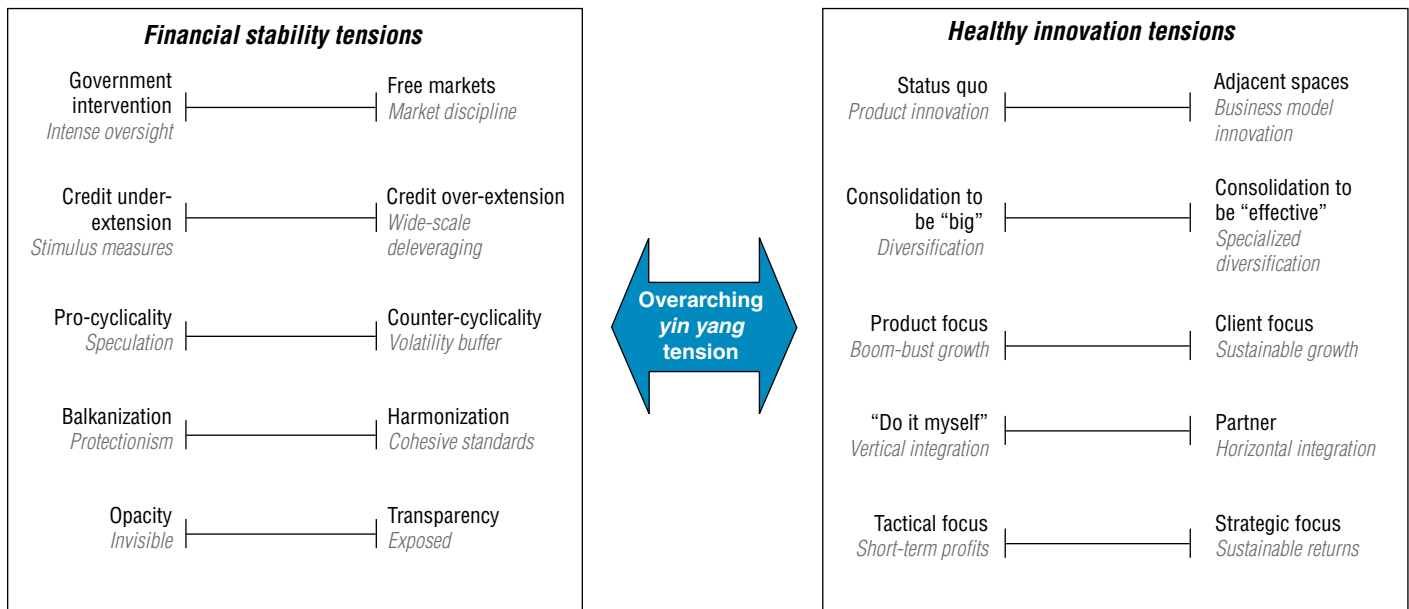 Financial stability tensions
Government
intervention
Intense oversight
Free markets
Market discipline
Credit under-
extension
Stimulus measures
Credit over-extension
Wide-scale
deleveraging
Pro-cyclicality
Speculation
Counter-cyclicality
Volatility buffer
Balkanization
Protectionism
Harmonization
Cohesive standards
Opacity
Invisible
Transparency
Exposed
Overarching
yin yang
tension
Healthy innovation tensions
Status quo
Product innovation
Adjacent spaces
Business model
innovation
Consolidation to
be “big”
Diversification
Consolidation to
be “effective”
Specialized
diversification
Product focus
Boom-bust growth
Client focus
Sustainable growth
“Do it myself”
Vertical integration
Partner
Horizontal integration
Tactical focus
Short-term profits
Strategic focus
Sustainable returns